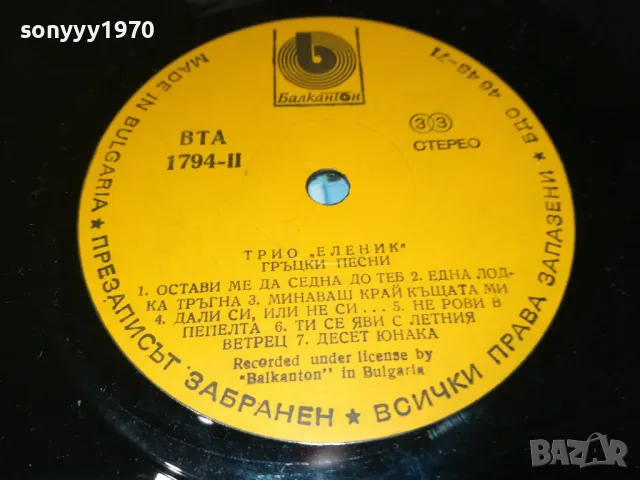 sonyyy1970
Балкантон
ВТА
1794-II
33
СТЕРЕО
ТРИО „ЕЛЕНИК"
ГРЪЦКИ ПЕСНИ
1. ОСТАВИ МЕ ДА СЕДНА ДО ТЕБ 2. ЕДНА ЛОД-
КА ТРЪГНА 3. МИНАВАШ КРАЙ КЪЩАТА МИ
4. ДАЛИ СИ, ИЛИ НЕ СИ... 5. НЕ РОВИ В
ПЕПЕЛТА 6. ТИ СЕ ЯВИ С ЛЕТНИЯ
ВЕТРЕЦ 7. ДЕСЕТ ЮНАКА
Recorded under license by
"Balkanton" in Bulgaria
MADE IN BULGARIA ★ ПРЕЗАПИСЪТ ЗАБРАНЕН ★ ВСИЧКИ ПРАВА ЗАПАЗЕНИ ★ БДО 4648-71
BAZAR
bg